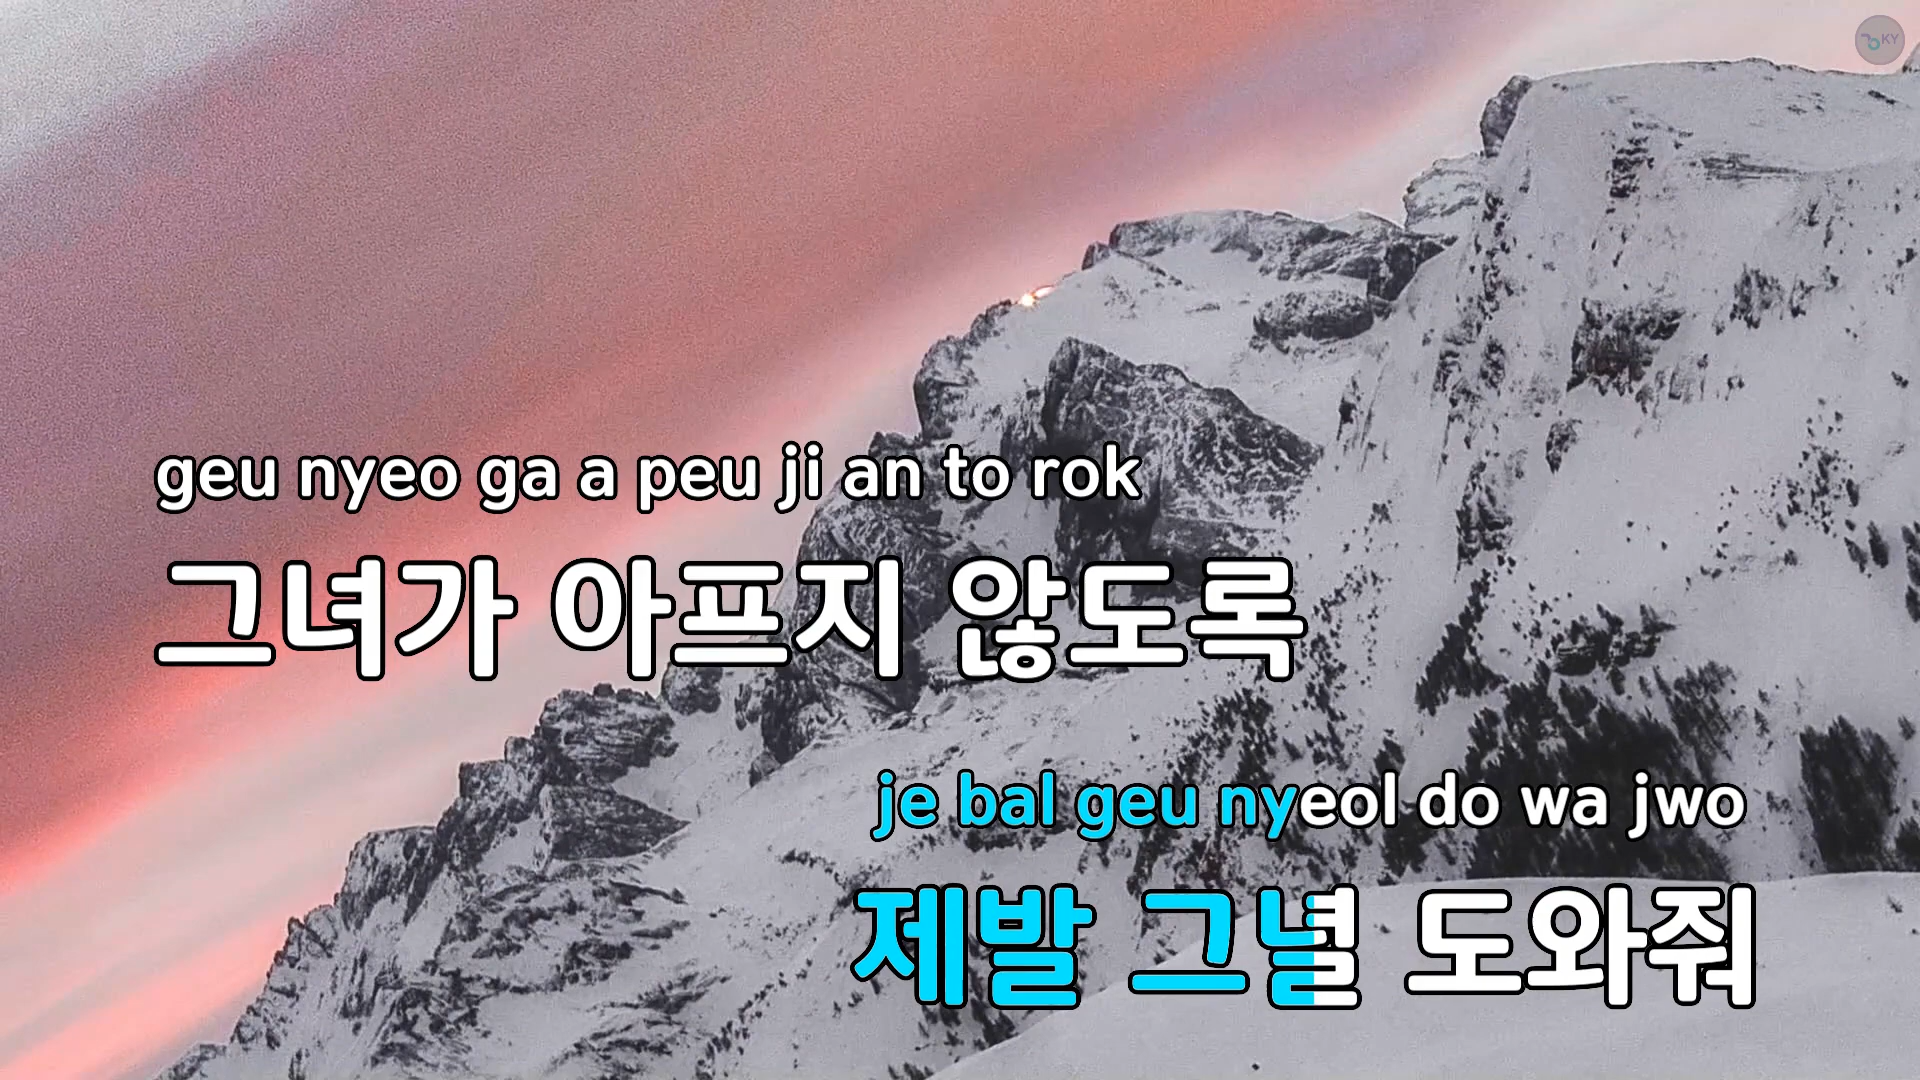 KY
geu nyeo ga a peu ji an to rok
그녀가 아프지 않도록
je bal geu nyeol do wa jwo
제발 그녈 도와줘